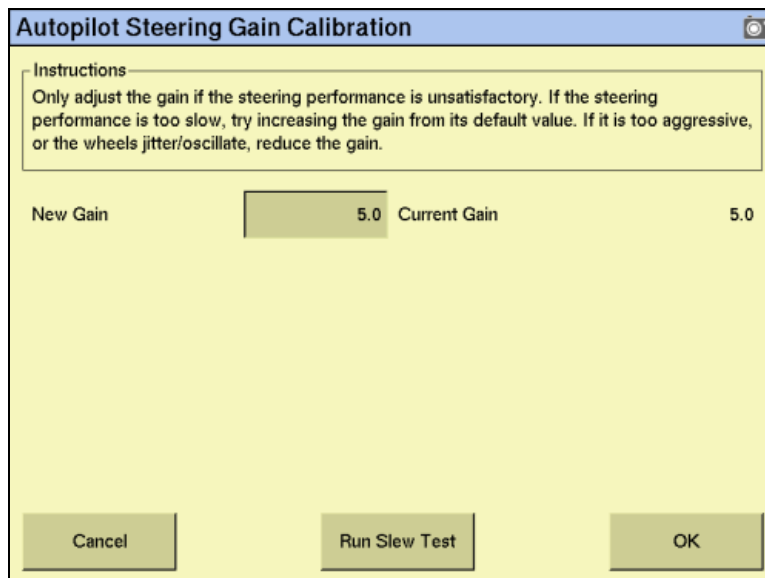 Autopilot Steering Gain Calibration
Instructions
Only adjust the gain if the steering performance is unsatisfactory. If the steering
performance is too slow, try increasing the gain from its default value. If it is too aggressive,
or the wheels jitter/oscillate, reduce the gain.
New Gain 5.0 Current Gain 5.0
Cancel Run Slew Test OK